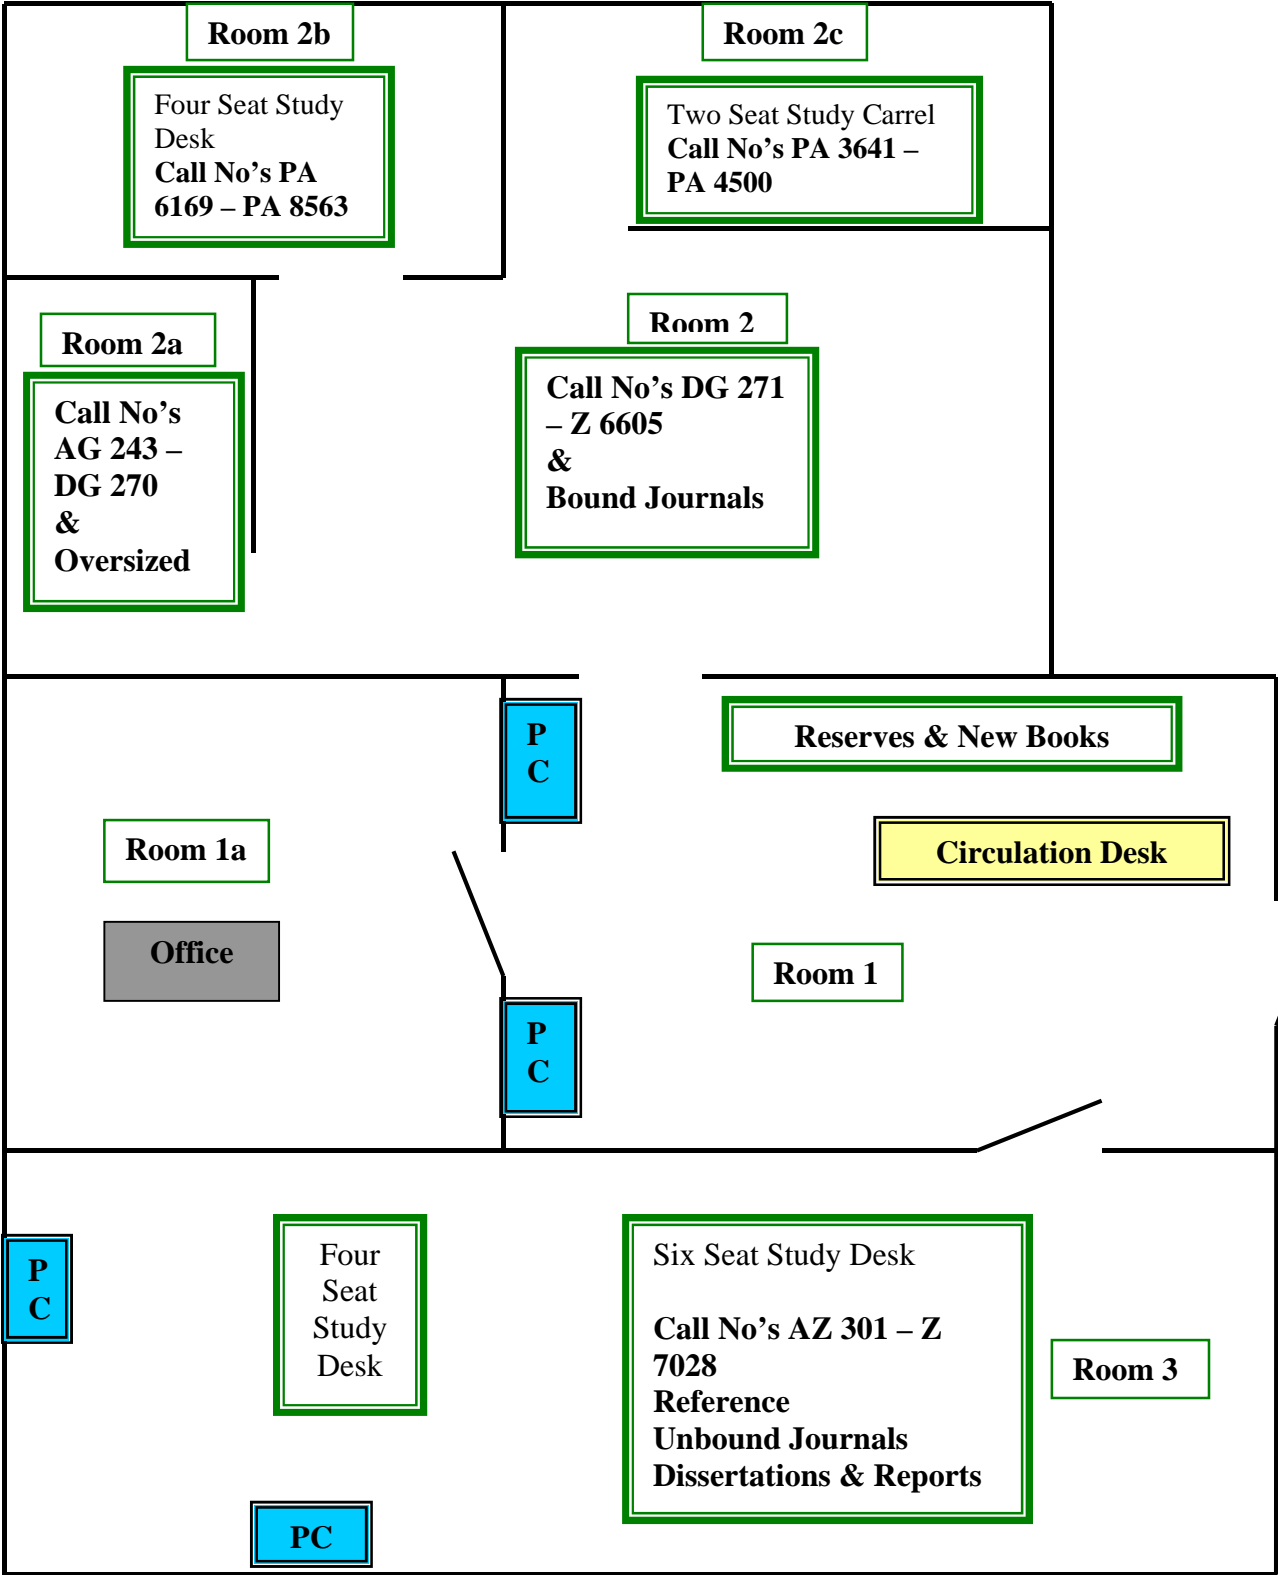 Room 2b
Four Seat Study
Desk
Call No’s PA
6169 – PA 8563
Room 2c
Two Seat Study Carrel
Call No’s PA 3641 –
PA 4500
Room 2a
Call No’s
AG 243 –
DG 270
&
Oversized
Room 2
Call No’s DG 271
– Z 6605
&
Bound Journals
P
C
Reserves & New Books
Circulation Desk
Room 1a
Office
Room 1
P
C
P
C
Four
Seat
Study
Desk
Six Seat Study Desk
Call No’s AZ 301 – Z
7028
Reference
Unbound Journals
Dissertations & Reports
Room 3
PC